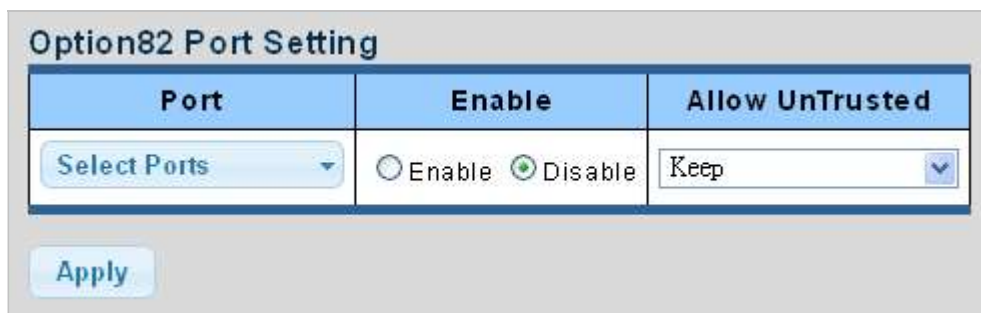 Option82 Port Setting
Port Enable Allow UnTrusted
Select Ports Enable Disable Keep
Apply